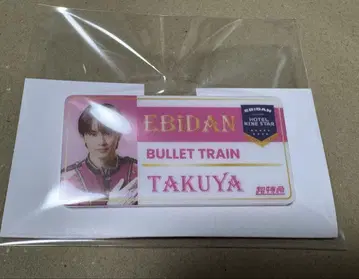 EBiDAN
EBiDAN
HOTEL
NINE STAR
BULLET TRAIN
TAKUYA
超特急